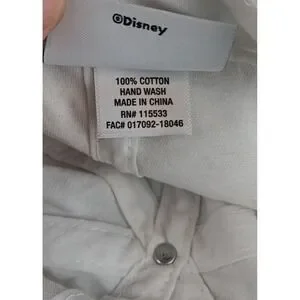 ©Disney
100% COTTON
HAND WASH
MADE IN CHINA
RN# 115533
FAC# 017092-18046